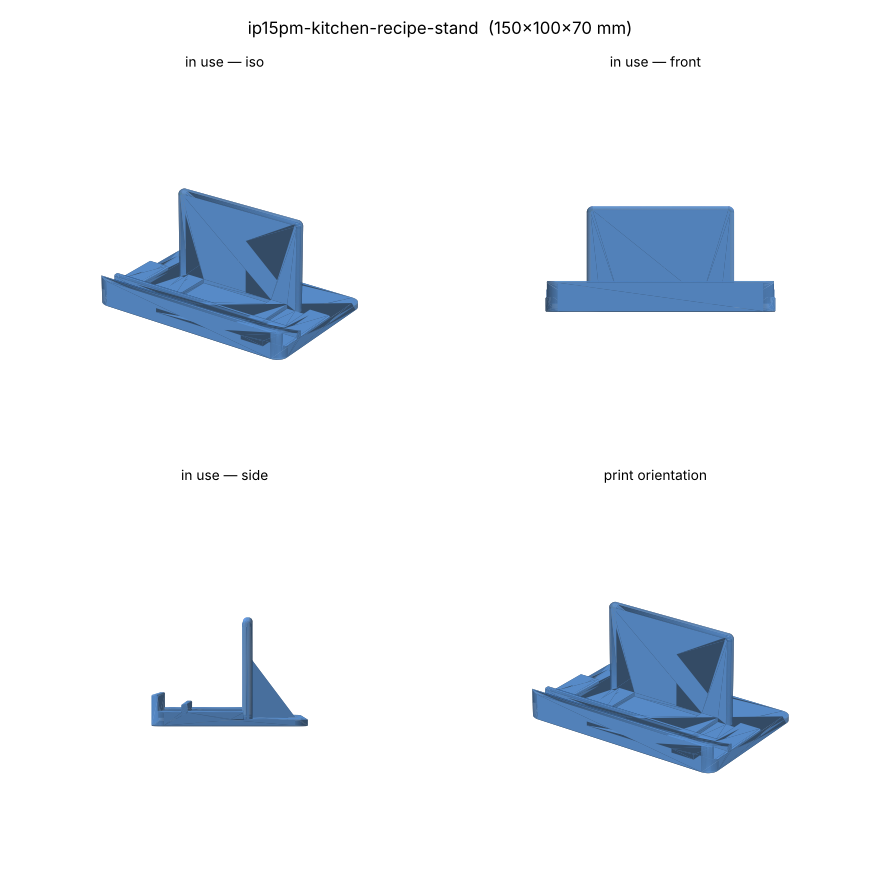 ip15pm-kitchen-recipe-stand (150×100×70 mm)
in use — iso
in use — front
in use — side
print orientation